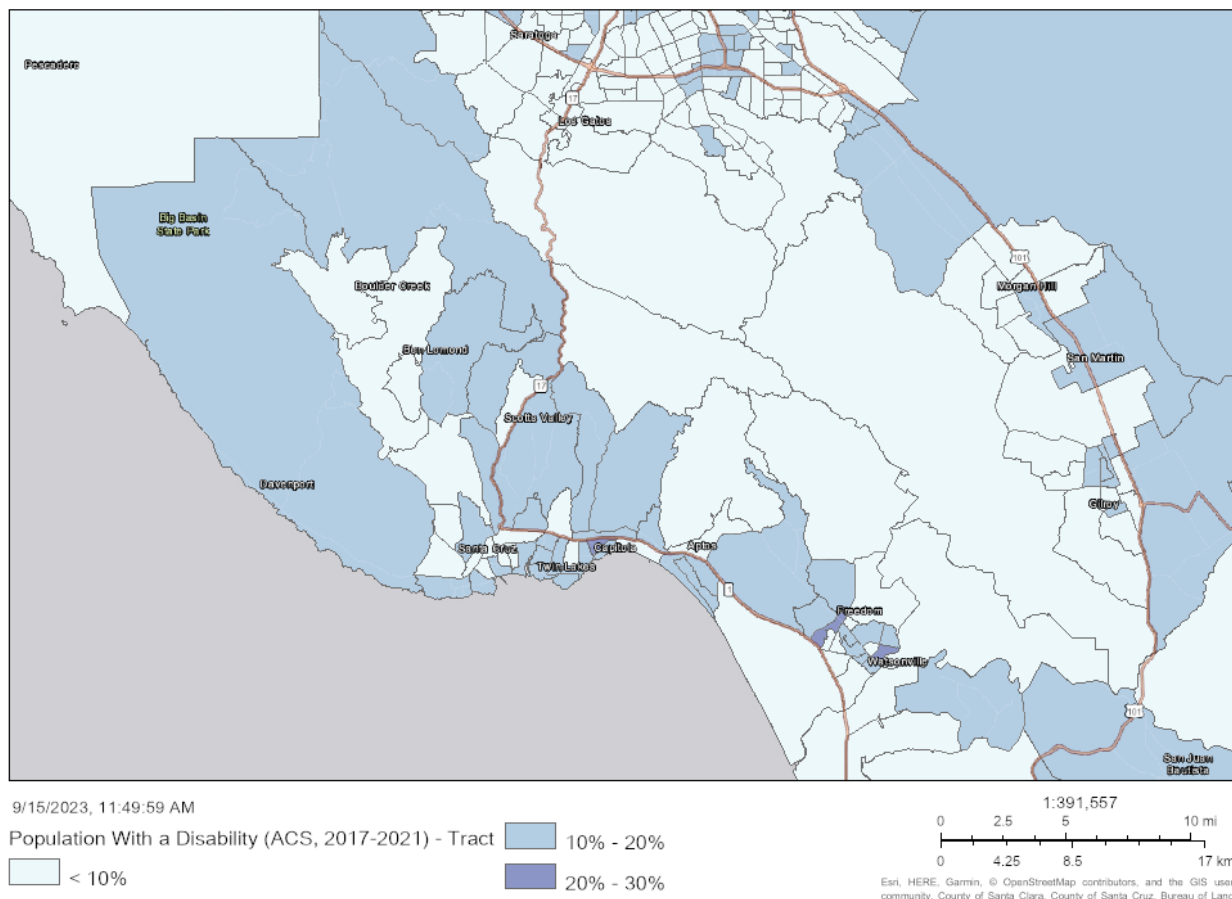 Saratoga
Pescadero
17
Los Gatos
Big Basin
State Park
101
Boulder Creek
Morgan Hill
Ben Lomond
San Martin
17
Scotts Valley
Davenport
Gilroy
Santa Cruz
Capitola
Aptos
Twin Lakes
1
Freedom
Watsonville
101
San Juan
Bautista
9/15/2023, 11:49:59 AM
Population With a Disability (ACS, 2017-2021) - Tract
< 10%
10% - 20%
20% - 30%
1:391,557
0 2.5 5 10 mi
0 4.25 8.5 17 km
Esri, HERE, Garmin, © OpenStreetMap contributors, and the GIS user
community, County of Santa Clara, County of Santa Cruz, Bureau of Land